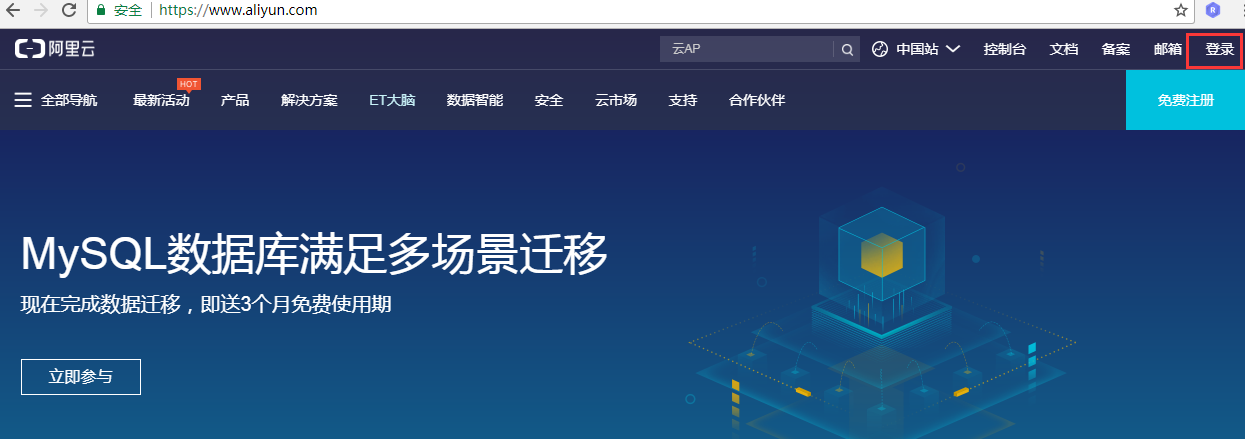 安全 https://www.aliyun.com
阿里云 云AP 中国站 控制台 文档 备案 邮箱 登录
HOT
全部导航 最新活动 产品 解决方案 ET大脑 数据智能 安全 云市场 支持 合作伙伴 免费注册
MySQL数据库满足多场景迁移
现在完成数据迁移，即送3个月免费使用期
立即参与